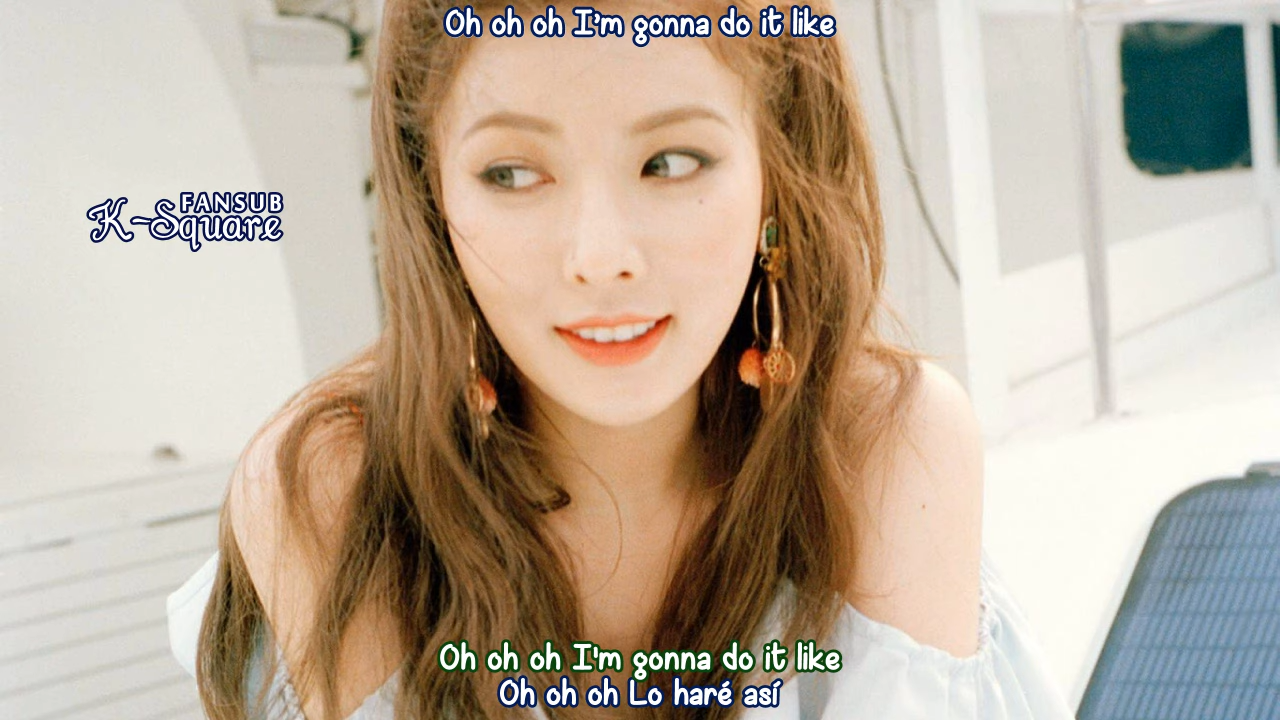 Oh oh oh I'm gonna do it like
FANSUB
K-Square
Oh oh oh I'm gonna do it like
Oh oh oh Lo haré así